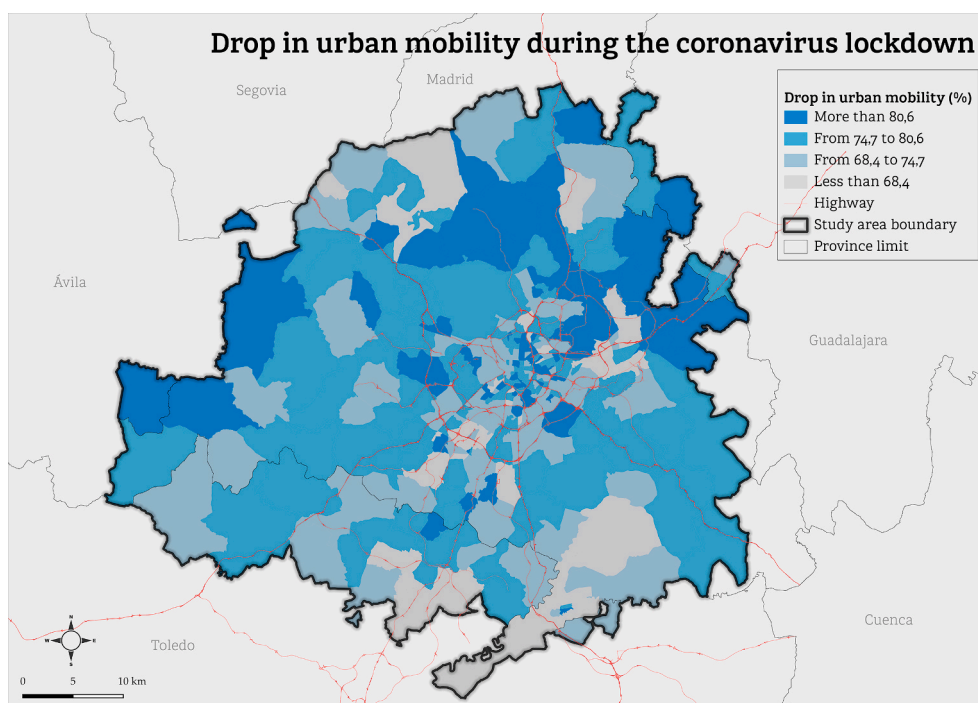 Drop in urban mobility during the coronavirus lockdown
Segovia
Madrid
Drop in urban mobility (%)
More than 80,6
From 74,7 to 80,6
From 68,4 to 74,7
Less than 68,4
Highway
Study area boundary
Province limit
Ávila
Guadalajara
Toledo
Cuenca
N
W E
S
0 5 10 km